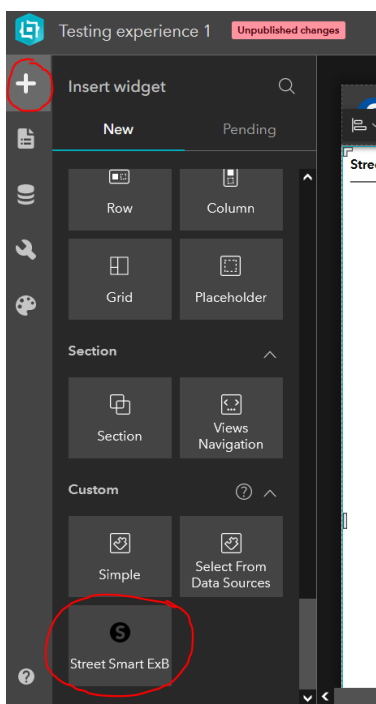 Testing experience 1 Unpublished changes
Insert widget
New Pending
Row Column
Grid Placeholder
Section
Section Views
Navigation
Custom
Simple Select From
Data Sources
Street Smart ExB